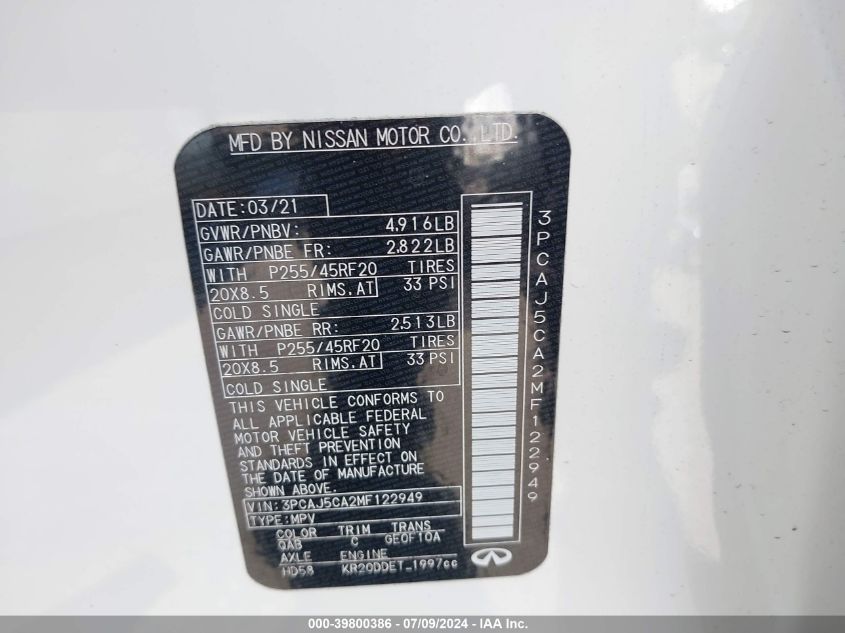 MFD BY NISSAN MOTOR CO.,LTD.
DATE:03/21
GVWR/PNBV: 4,916LB
GAWR/PNBE FR: 2,822LB
WITH P255/45RF20 TIRES
20X8.5 RIMS.AT 33 PSI
COLD SINGLE
GAWR/PNBE RR: 2,513LB
WITH P255/45RF20 TIRES
20X8.5 RIMS.AT 33 PSI
COLD SINGLE
THIS VEHICLE CONFORMS TO
ALL APPLICABLE FEDERAL
MOTOR VEHICLE SAFETY
AND THEFT PREVENTION
STANDARDS IN EFFECT ON
THE DATE OF MANUFACTURE
SHOWN ABOVE.
VIN:3PCAJ5CA2MF122949
TYPE:MPV
COLOR TRIM TRANS
QAB C GE0F10A
AXLE ENGINE
HD58 KR20DDET_1997cc
3PCAJ5CA2MF122949
000-39800386 - 07/09/2024 - IAA Inc.